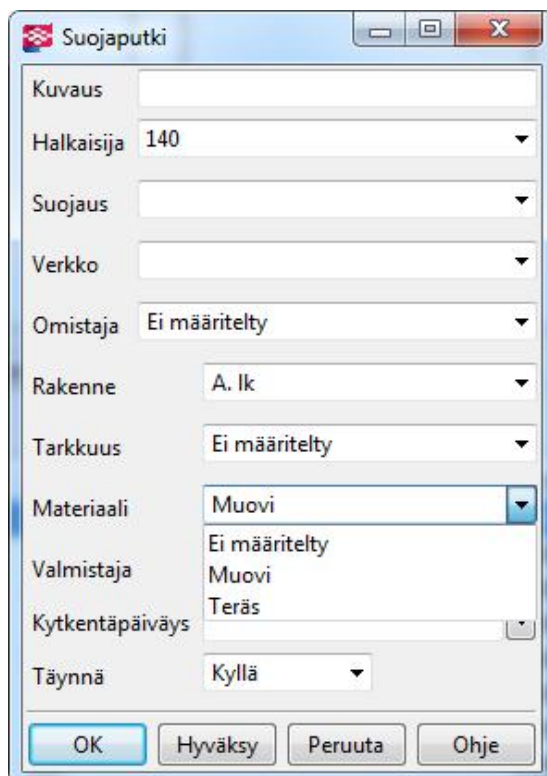 Suojaputki
Kuvaus
Halkaisija 140
Suojaus
Verkko
Omistaja Ei määritelty
Rakenne A. lk
Tarkkuus Ei määritelty
Materiaali Muovi
Ei määritelty
Valmistaja Muovi
Teräs
Kytkentäpäiväys
Täynnä Kyllä
OK Hyväksy Peruuta Ohje